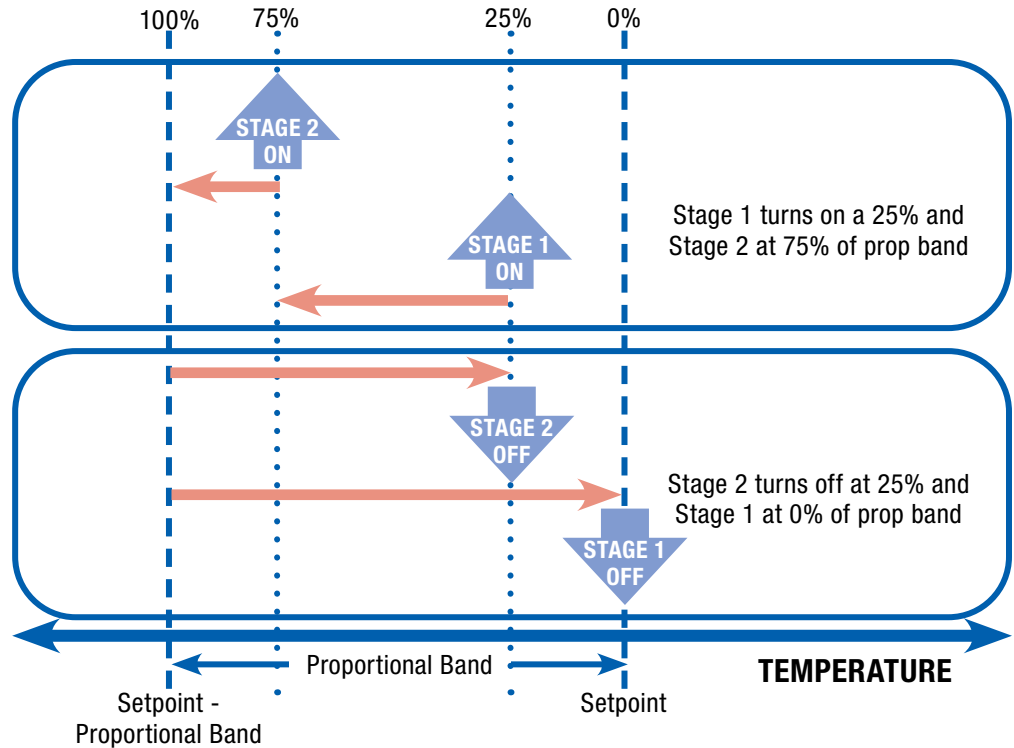 100% 75% 25% 0%
STAGE 2
ON
STAGE 1
ON
Stage 1 turns on a 25% and
Stage 2 at 75% of prop band
STAGE 2
OFF
Stage 2 turns off at 25% and
Stage 1 at 0% of prop band
STAGE 1
OFF
Proportional Band
TEMPERATURE
Setpoint -
Proportional Band
Setpoint